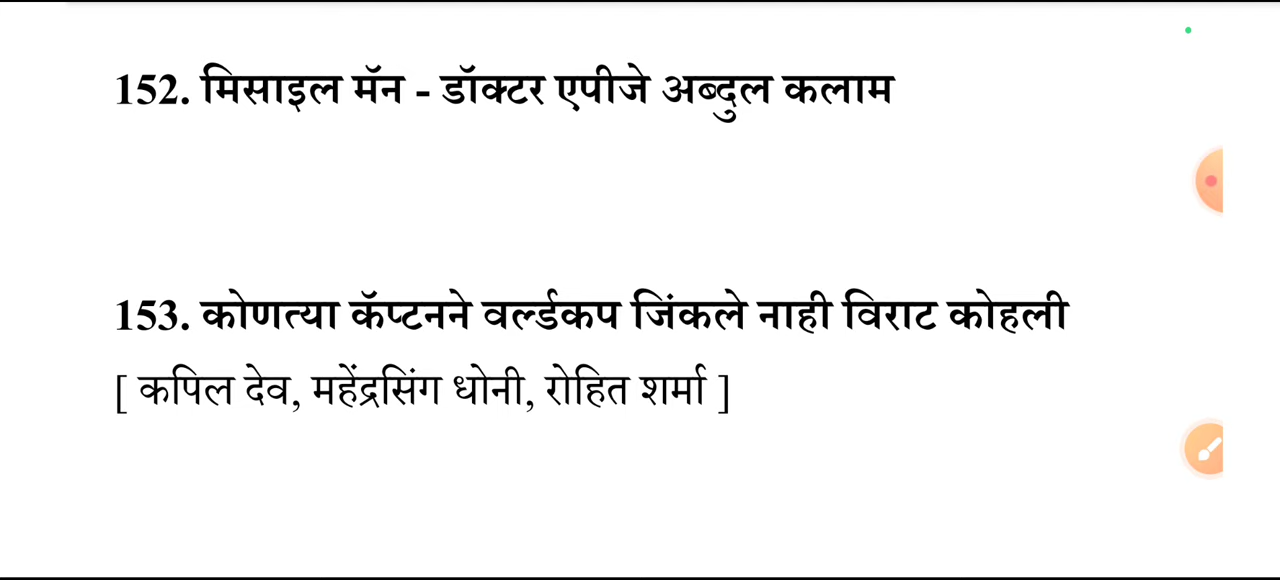 152. मिसाइल मॅन - डॉक्टर एपीजे अब्दुल कलाम
153. कोणत्या कॅप्टनने वर्ल्डकप जिंकले नाही विराट कोहली
[ कपिल देव, महेंद्रसिंग धोनी, रोहित शर्मा ]